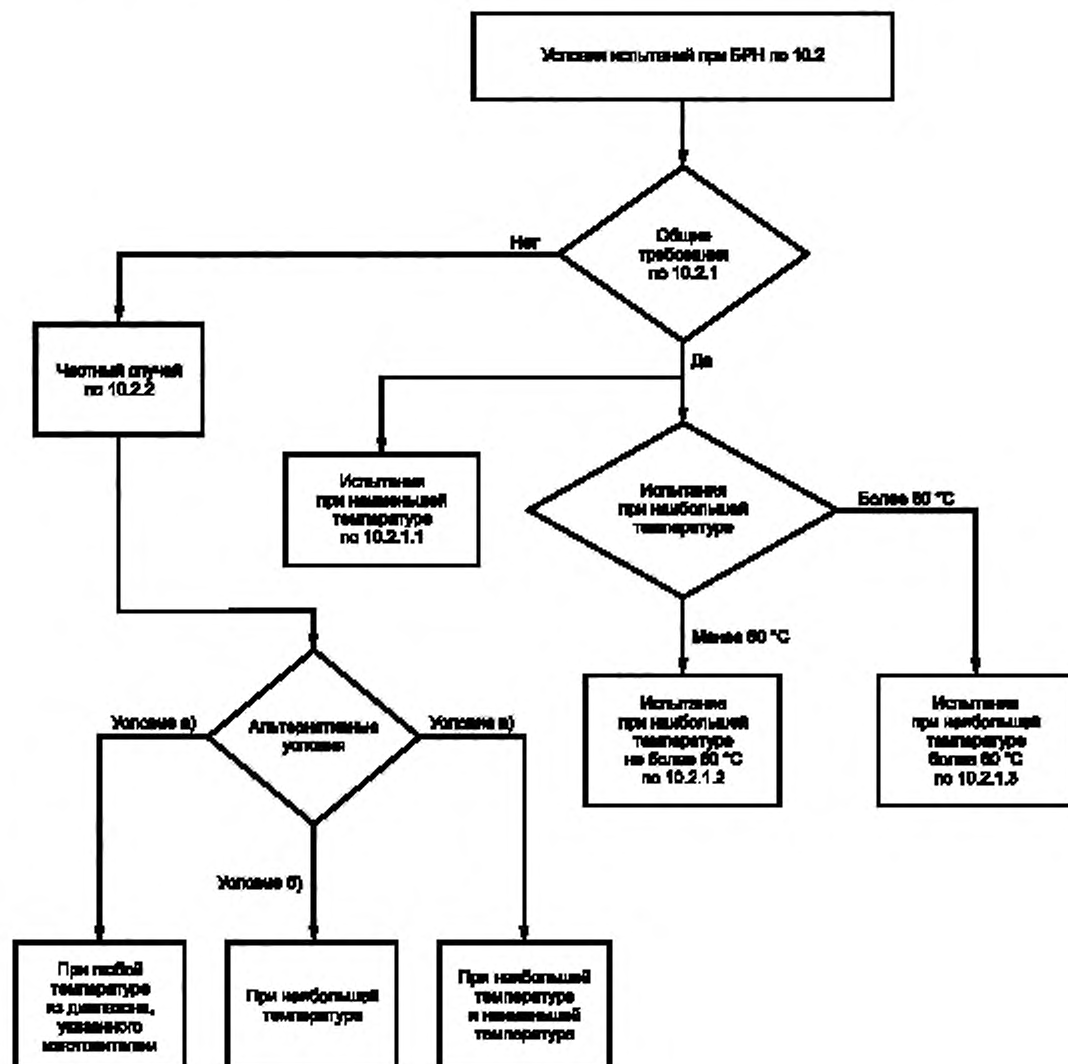 Условия испытаний при БРН по 10.2
Общие
требования
по 10.2.1
Нет
Да
Частный случай
по 10.2.2
Испытания
при наименьшей
температуре
по 10.2.1.1
Испытания
при наибольшей
температуре
Более 60 °С
Менее 60 °С
Испытания
при наибольшей
температуре
не более 60 °С
по 10.2.1.2
Испытания
при наибольшей
температуре
более 60 °С
по 10.2.1.3
Условие а)
Альтернативные
условия
Условие в)
Условие б)
При любой
температуре
из диапазона,
указанного
изготовителем
При наибольшей
температуре
При наибольшей
температуре
и наименьшей
температура